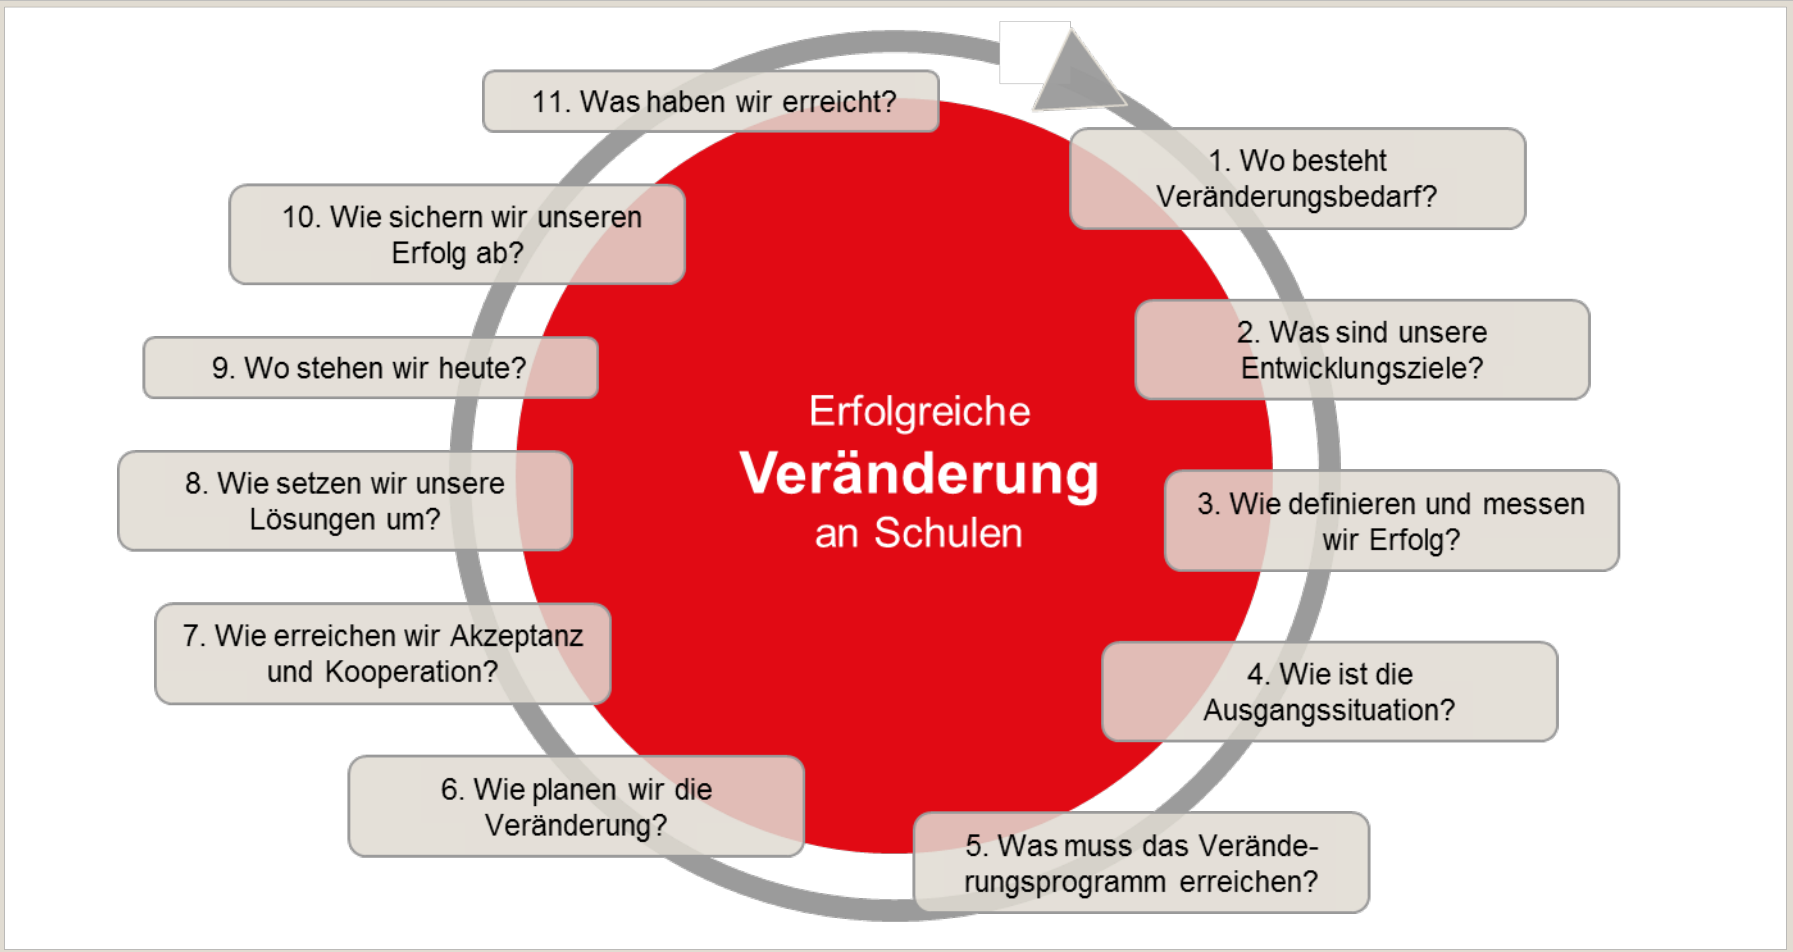 Erfolgreiche
Veränderung
an Schulen
1. Wo besteht
Veränderungsbedarf?
2. Was sind unsere
Entwicklungsziele?
3. Wie definieren und messen
wir Erfolg?
4. Wie ist die
Ausgangssituation?
5. Was muss das Verände-
rungsprogramm erreichen?
6. Wie planen wir die
Veränderung?
7. Wie erreichen wir Akzeptanz
und Kooperation?
8. Wie setzen wir unsere
Lösungen um?
9. Wo stehen wir heute?
10. Wie sichern wir unseren
Erfolg ab?
11. Was haben wir erreicht?